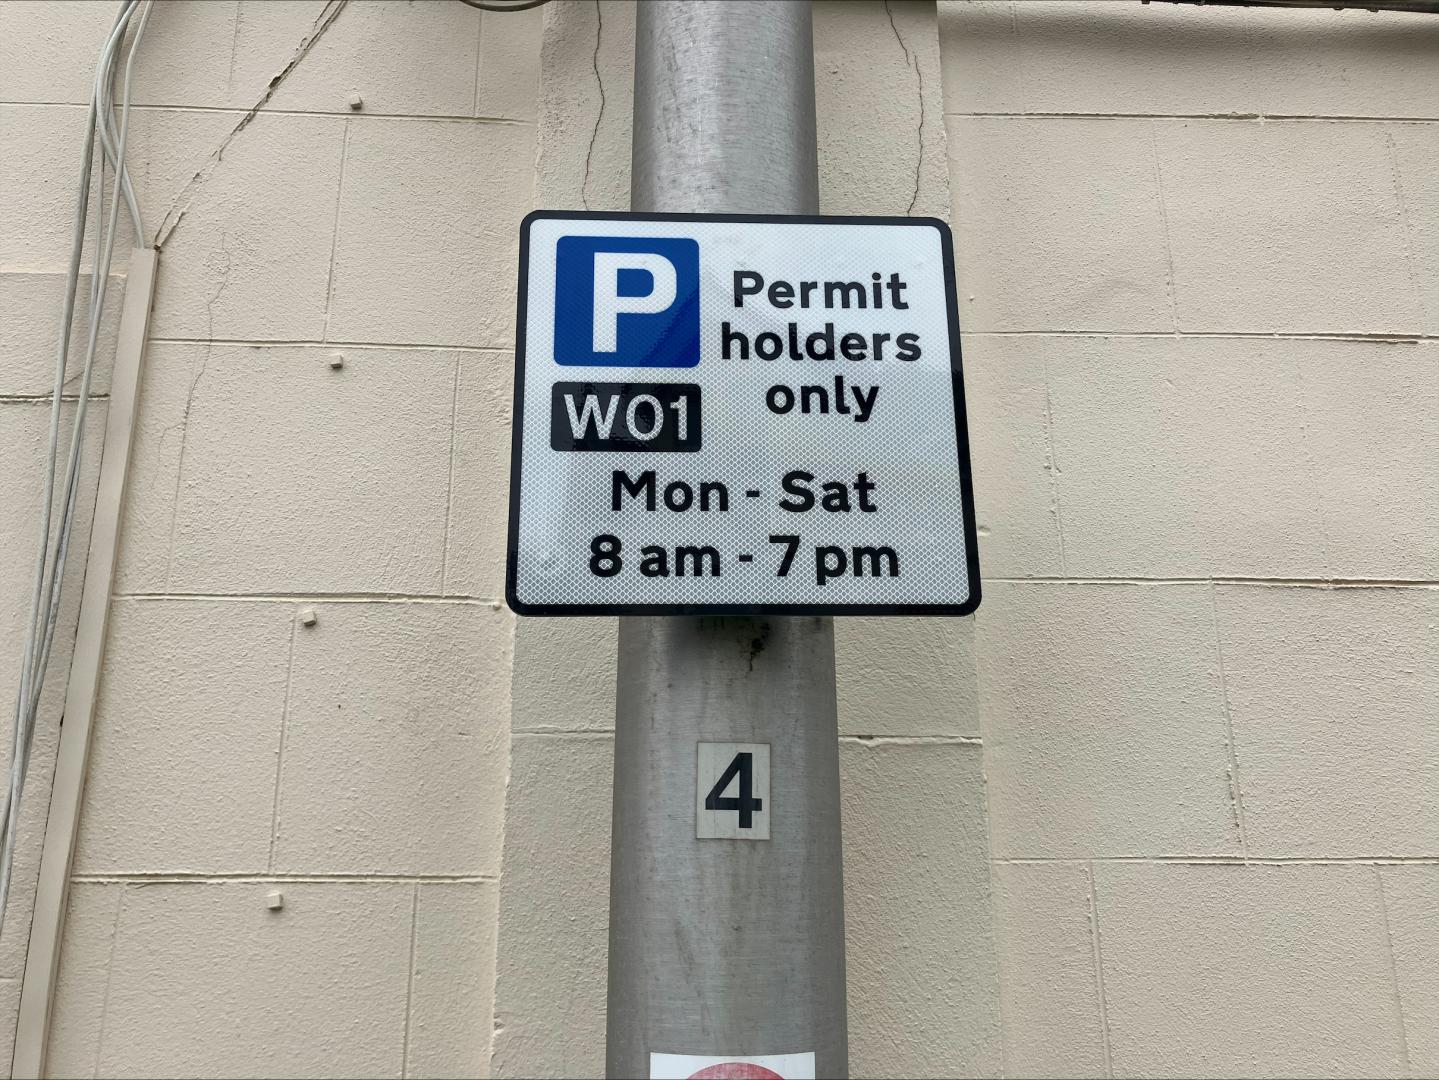 P
Permit
holders
only
W01
Mon - Sat
8 am - 7 pm
4